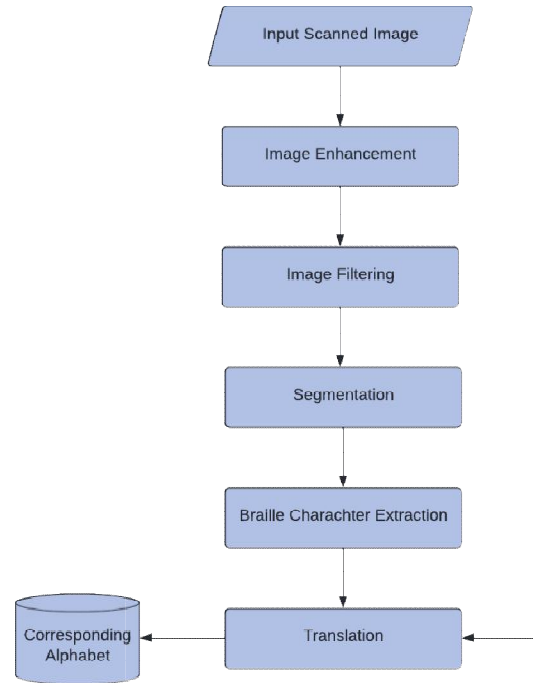 Input Scanned Image
Image Enhancement
Image Filtering
Segmentation
Braille Charachter Extraction
Corresponding
Alphabet
Translation